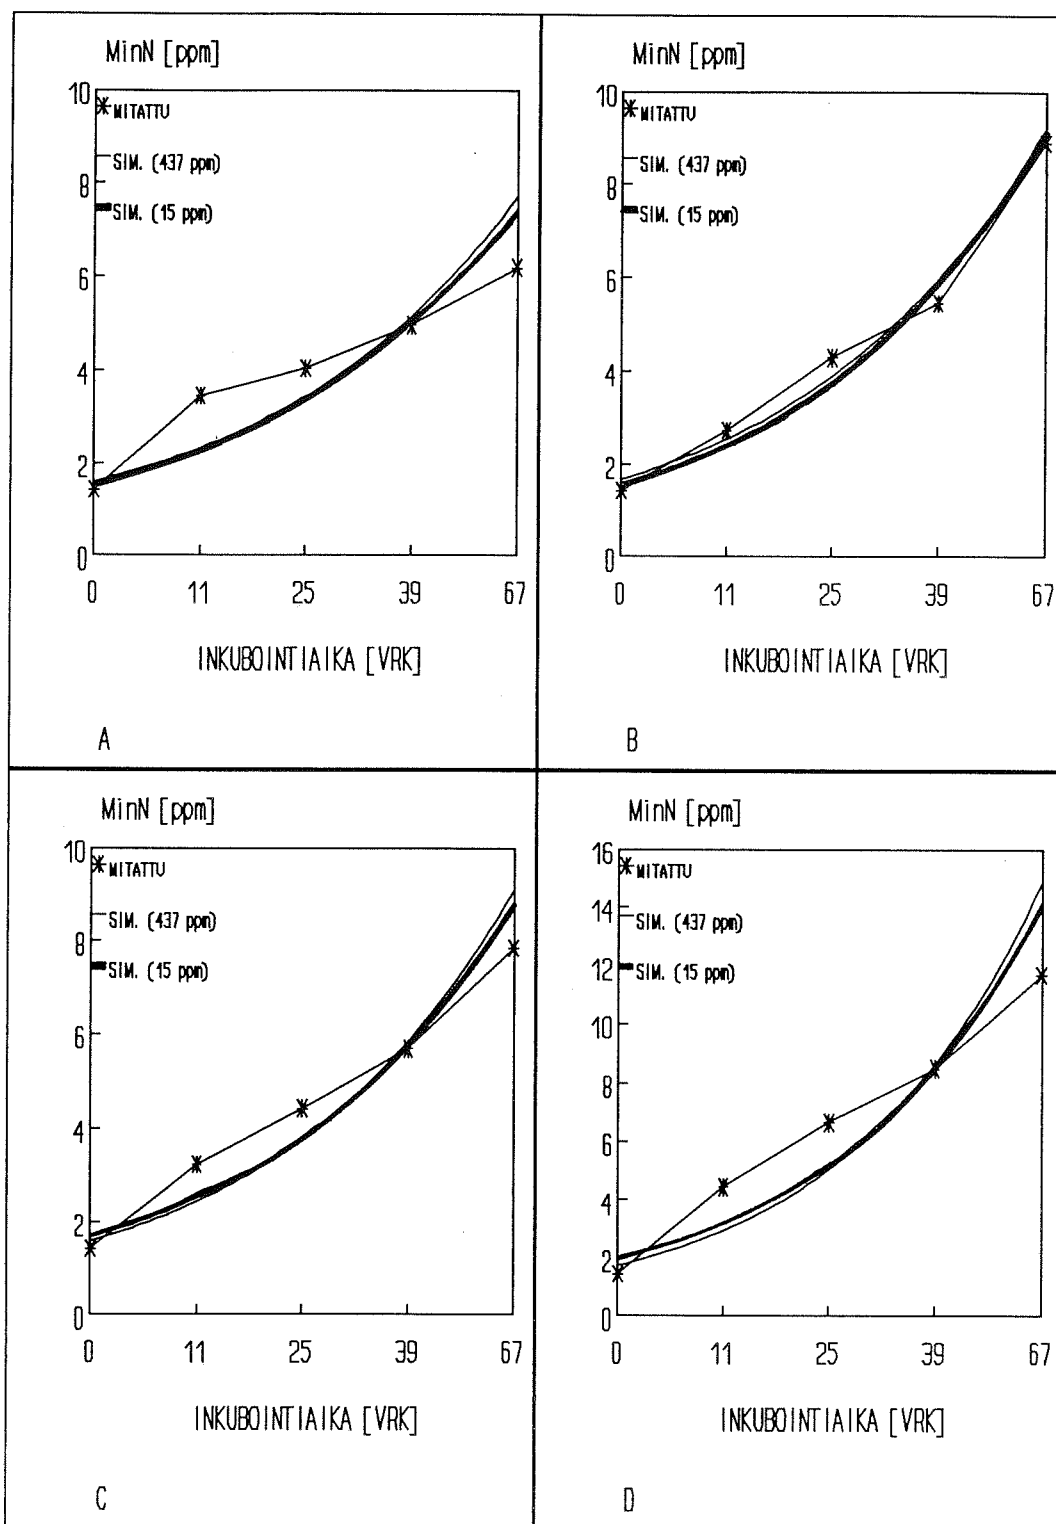 MinN [ppm]
10
MITATTU
SIM. (437 ppm)
8
SIM. (15 ppm)
6
4
2
0
0 11 25 39 67
INKUBOINTIAIKA [VRK]
A
MinN [ppm]
10
MITATTU
SIM. (437 ppm)
8
SIM. (15 ppm)
6
4
2
0
0 11 25 39 67
INKUBOINTIAIKA [VRK]
B
MinN [ppm]
10
MITATTU
SIM. (437 ppm)
8
SIM. (15 ppm)
6
4
2
0
0 11 25 39 67
INKUBOINTIAIKA [VRK]
C
MinN [ppm]
16
MITATTU
14
SIM. (437 ppm)
12
SIM. (15 ppm)
10
8
6
4
2
0
0 11 25 39 67
INKUBOINTIAIKA [VRK]
D